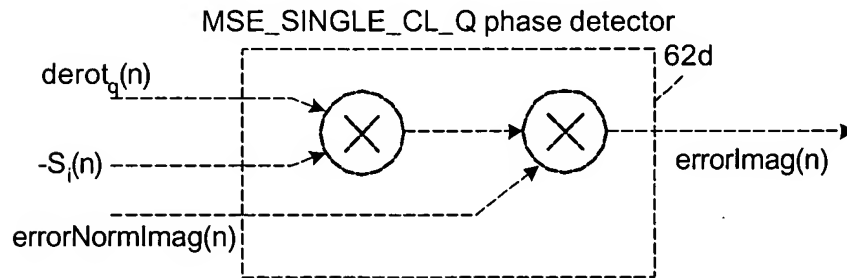 MSE_SINGLE_CL_Q phase detector
62d
derot_q(n)
-S_i(n)
errorNormImag(n)
errorImag(n)